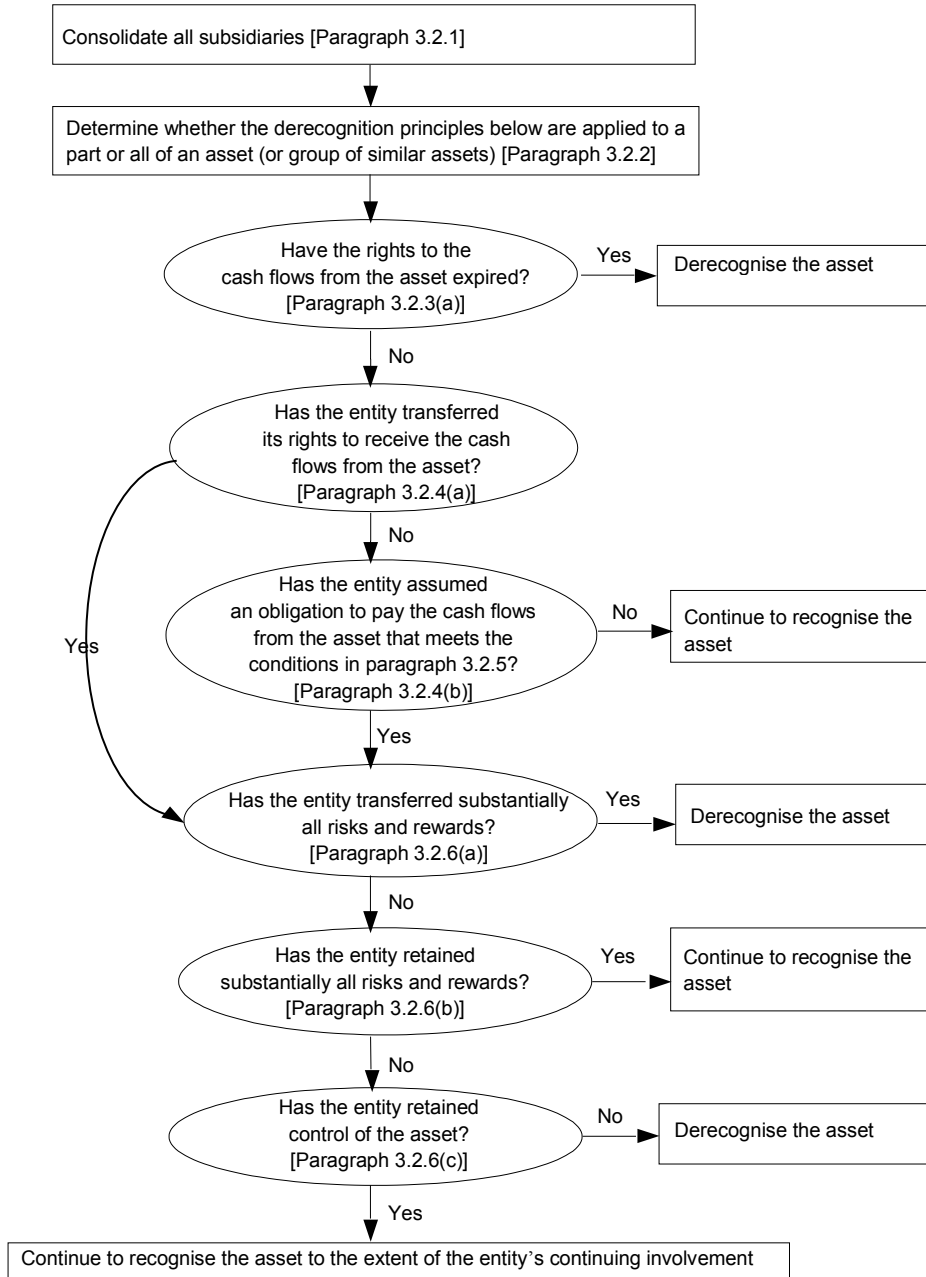 Consolidate all subsidiaries [Paragraph 3.2.1]
Determine whether the derecognition principles below are applied to a
part or all of an asset (or group of similar assets) [Paragraph 3.2.2]
Have the rights to the
cash flows from the asset expired?
[Paragraph 3.2.3(a)]
Yes
Derecognise the asset
No
Has the entity transferred
its rights to receive the cash
flows from the asset?
[Paragraph 3.2.4(a)]
No
Has the entity assumed
an obligation to pay the cash flows
from the asset that meets the
conditions in paragraph 3.2.5?
[Paragraph 3.2.4(b)]
No
Continue to recognise the
asset
Yes
Yes
Has the entity transferred substantially
all risks and rewards?
[Paragraph 3.2.6(a)]
Yes
Derecognise the asset
No
Has the entity retained
substantially all risks and rewards?
[Paragraph 3.2.6(b)]
Yes
Continue to recognise the
asset
No
Has the entity retained
control of the asset?
[Paragraph 3.2.6(c)]
No
Derecognise the asset
Yes
Continue to recognise the asset to the extent of the entity’s continuing involvement